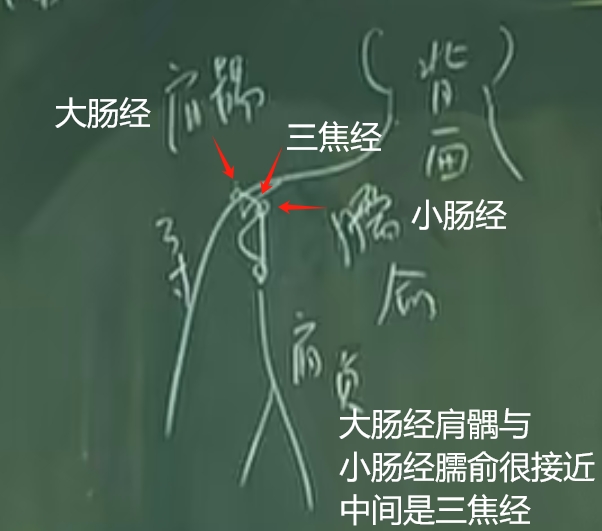 (背面)
肩髃
大肠经
三焦经
小肠经
臑俞
肩贞
大肠经肩髃与
小肠经臑俞很接近
中间是三焦经